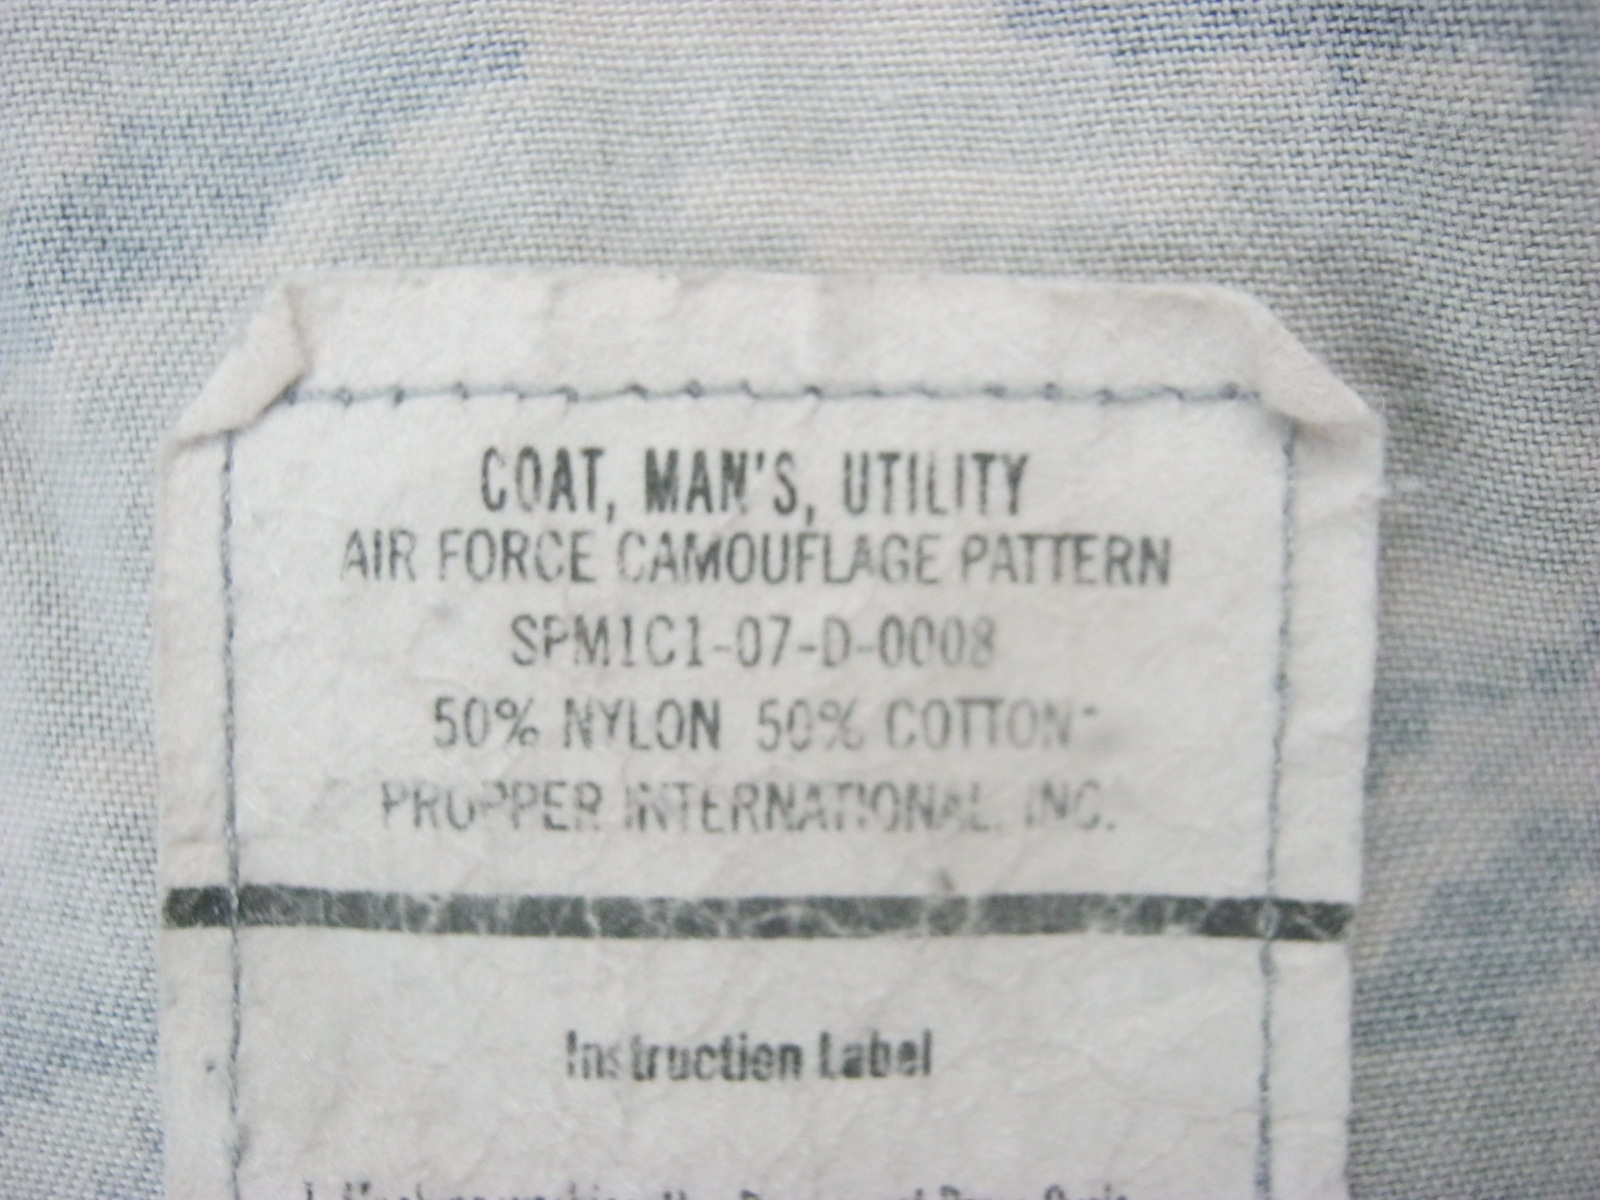 COAT, MAN'S, UTILITY
AIR FORCE CAMOUFLAGE PATTERN
SPM1C1-07-D-0008
50% NYLON 50% COTTON
PROPPER INTERNATIONAL, INC.
Instruction Label